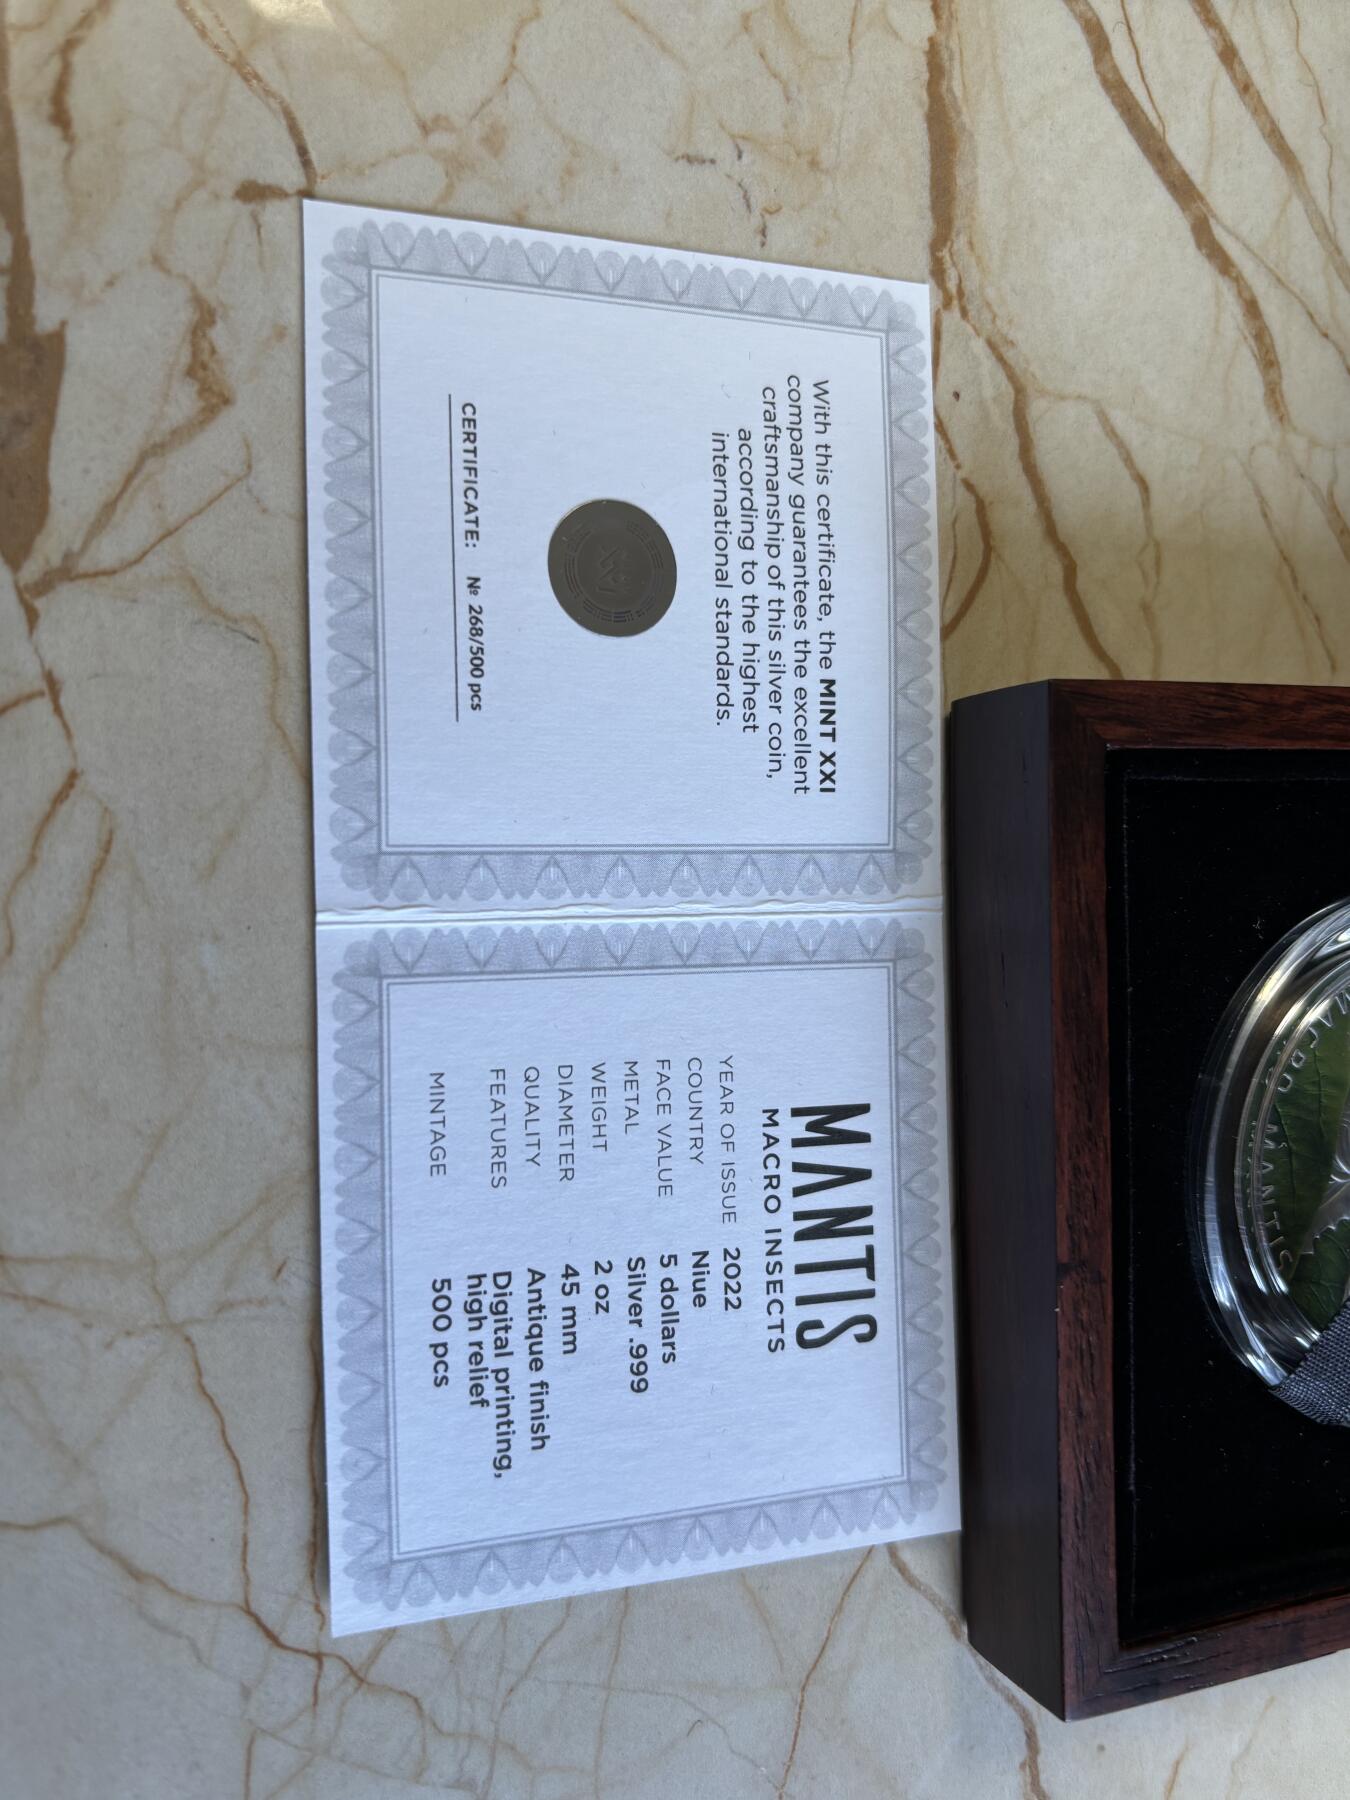 With this certificate, the MINT XXI
company guarantees the excellent
craftsmanship of this silver coin,
according to the highest
international standards.
CERTIFICATE: № 268/500 pcs
MANTIS
MACRO INSECTS
YEAR OF ISSUE 2022
COUNTRY Niue
FACE VALUE 5 dollars
METAL Silver .999
WEIGHT 2 oz
DIAMETER 45 mm
QUALITY Antique finish
FEATURES Digital printing,
high relief
MINTAGE 500 pcs
MACRO MANTIS